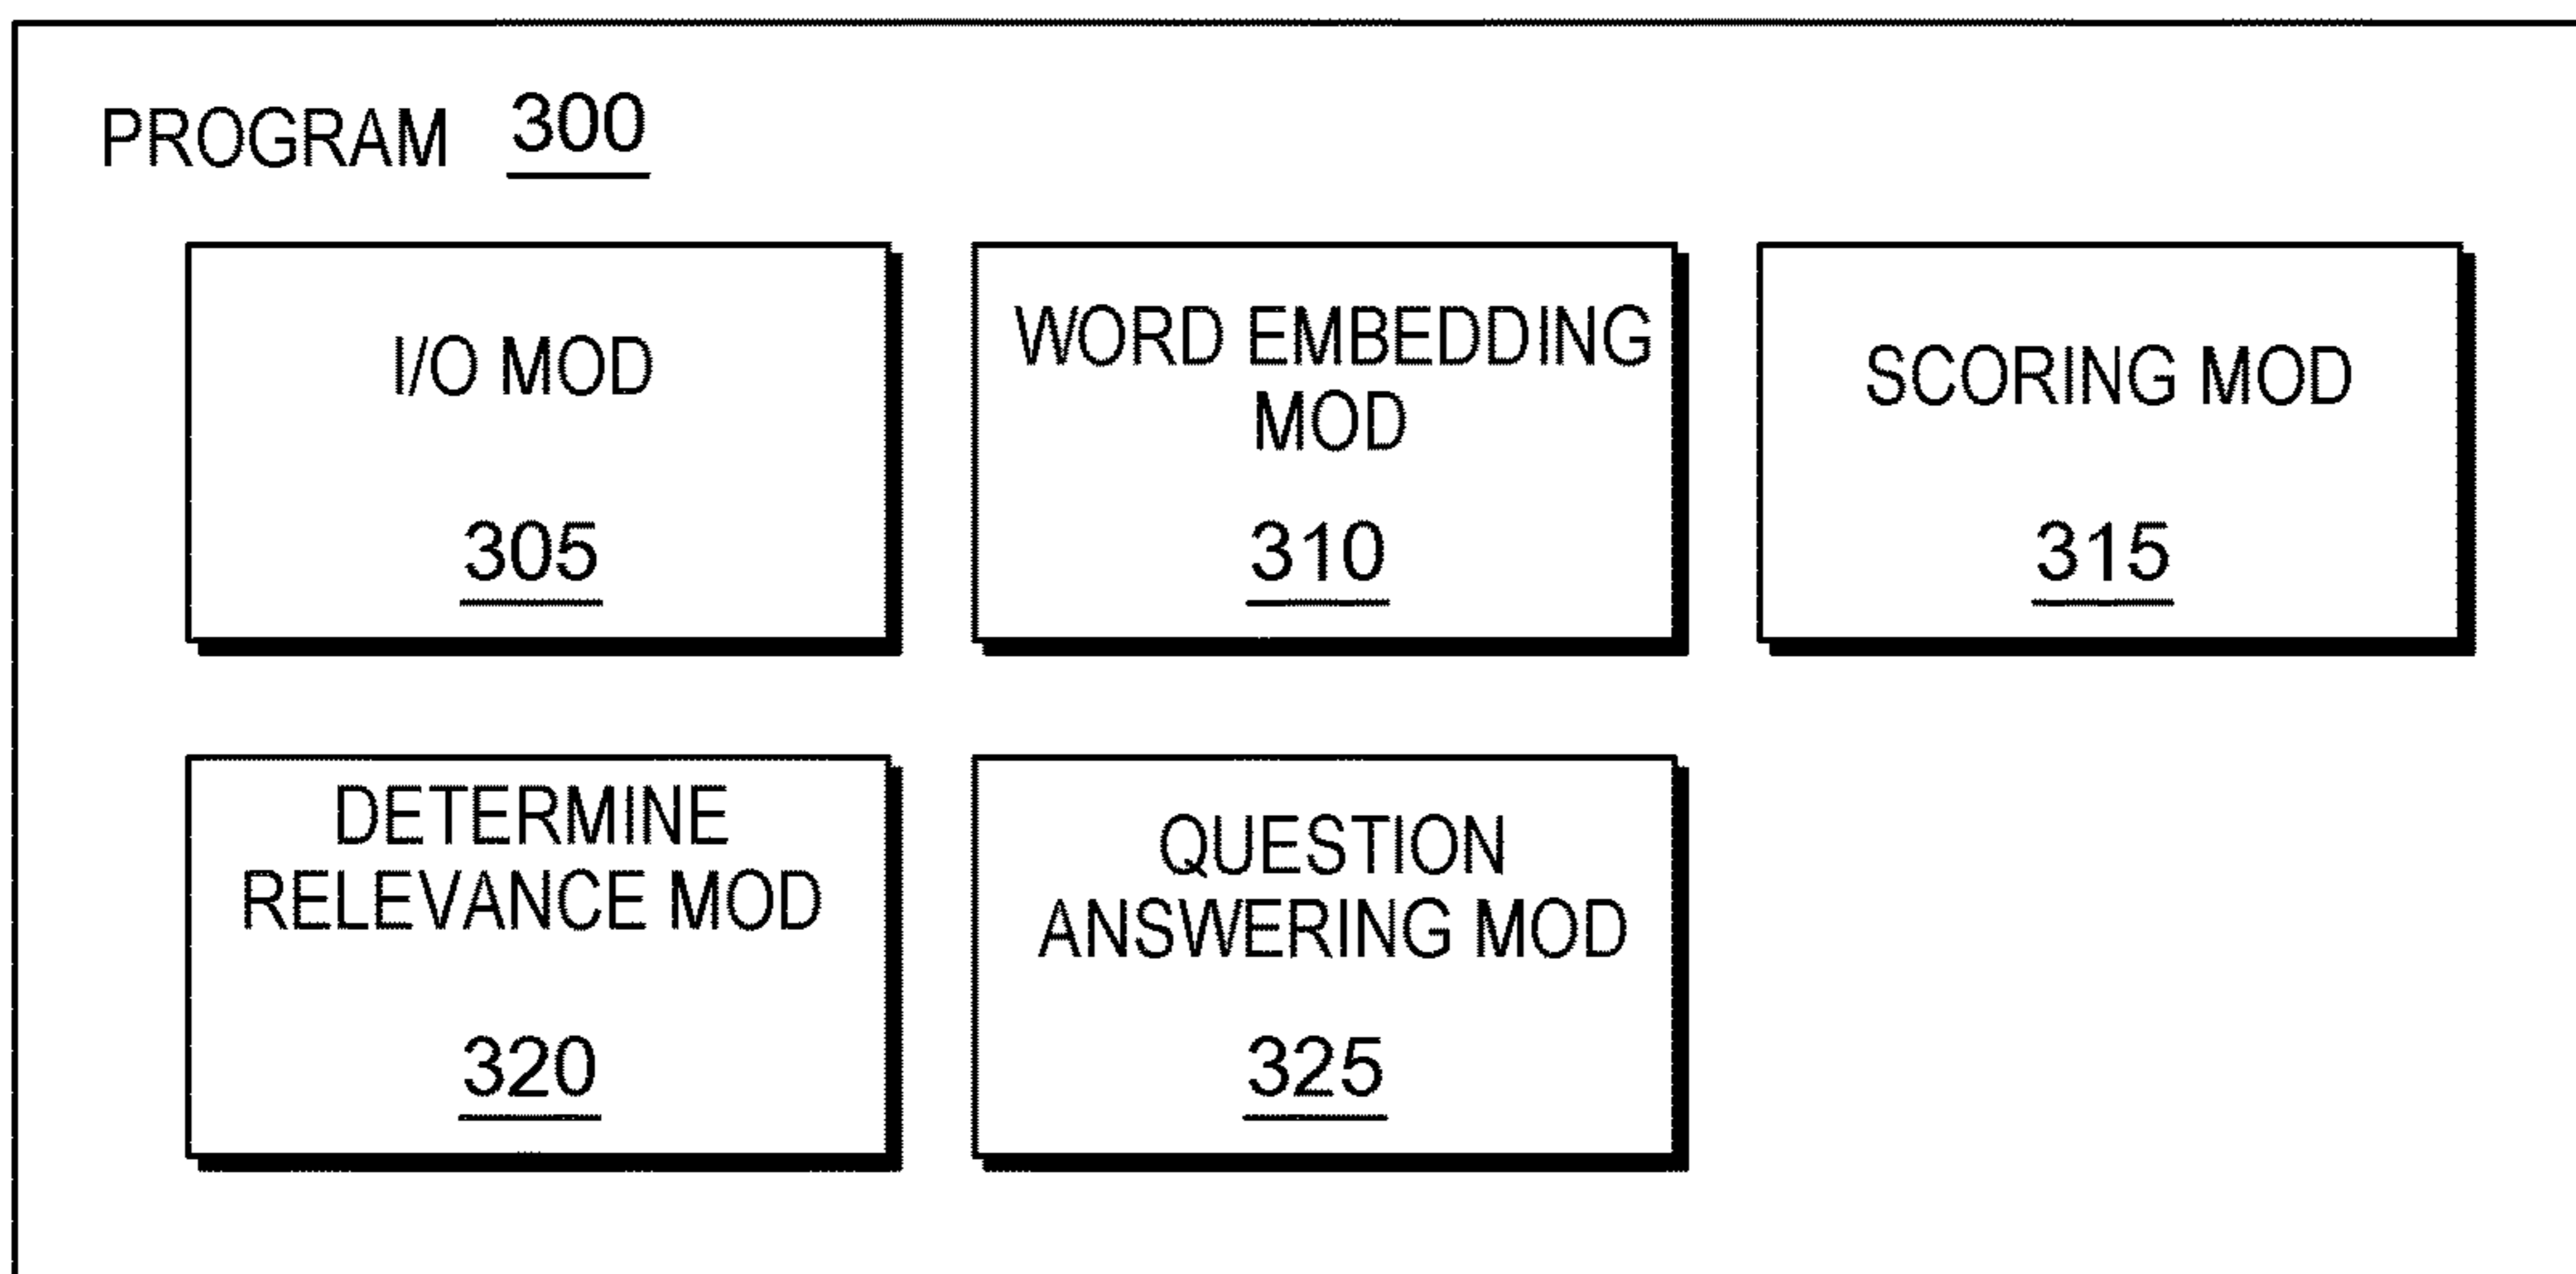 PROGRAM 300
I/O MOD
305
WORD EMBEDDING
MOD
310
SCORING MOD
315
DETERMINE
RELEVANCE MOD
320
QUESTION
ANSWERING MOD
325